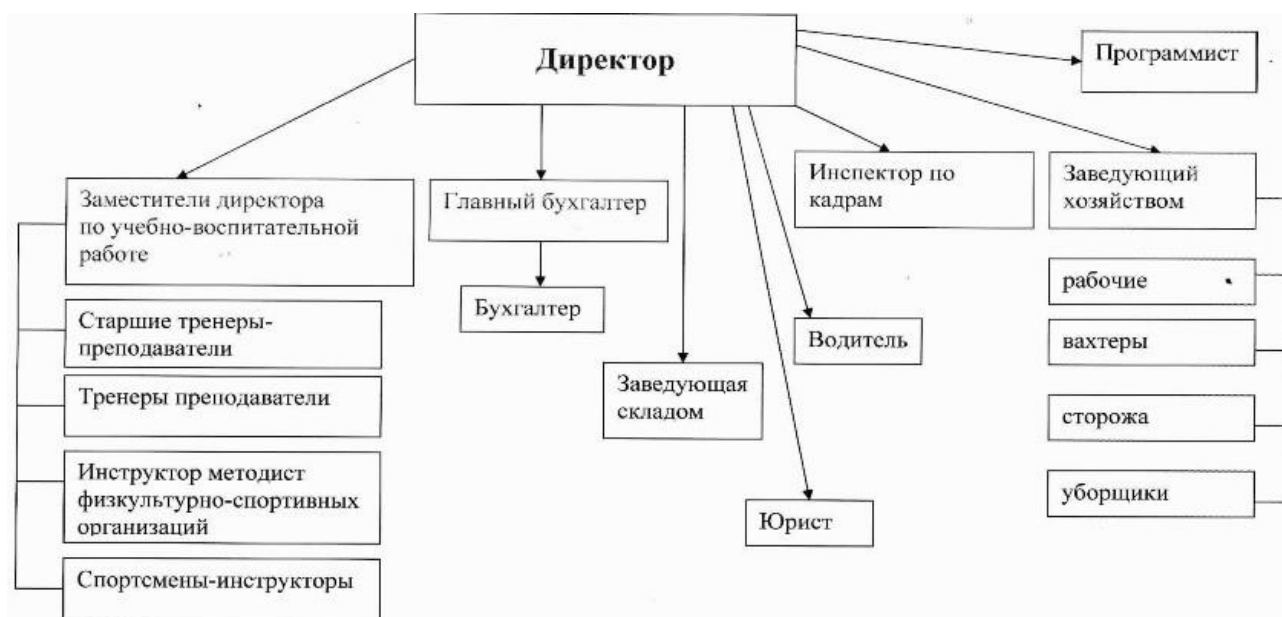 Директор
Программист
Заместители директора
по учебно-воспитательной
работе
Главный бухгалтер
Инспектор по
кадрам
Заведующий
хозяйством
Старшие тренеры-
преподаватели
Тренеры преподаватели
Инструктор методист
физкультурно-спортивных
организаций
Спортсмены-инструкторы
Бухгалтер
Заведующая
складом
Водитель
Юрист
рабочие
вахтеры
сторожа
уборщики